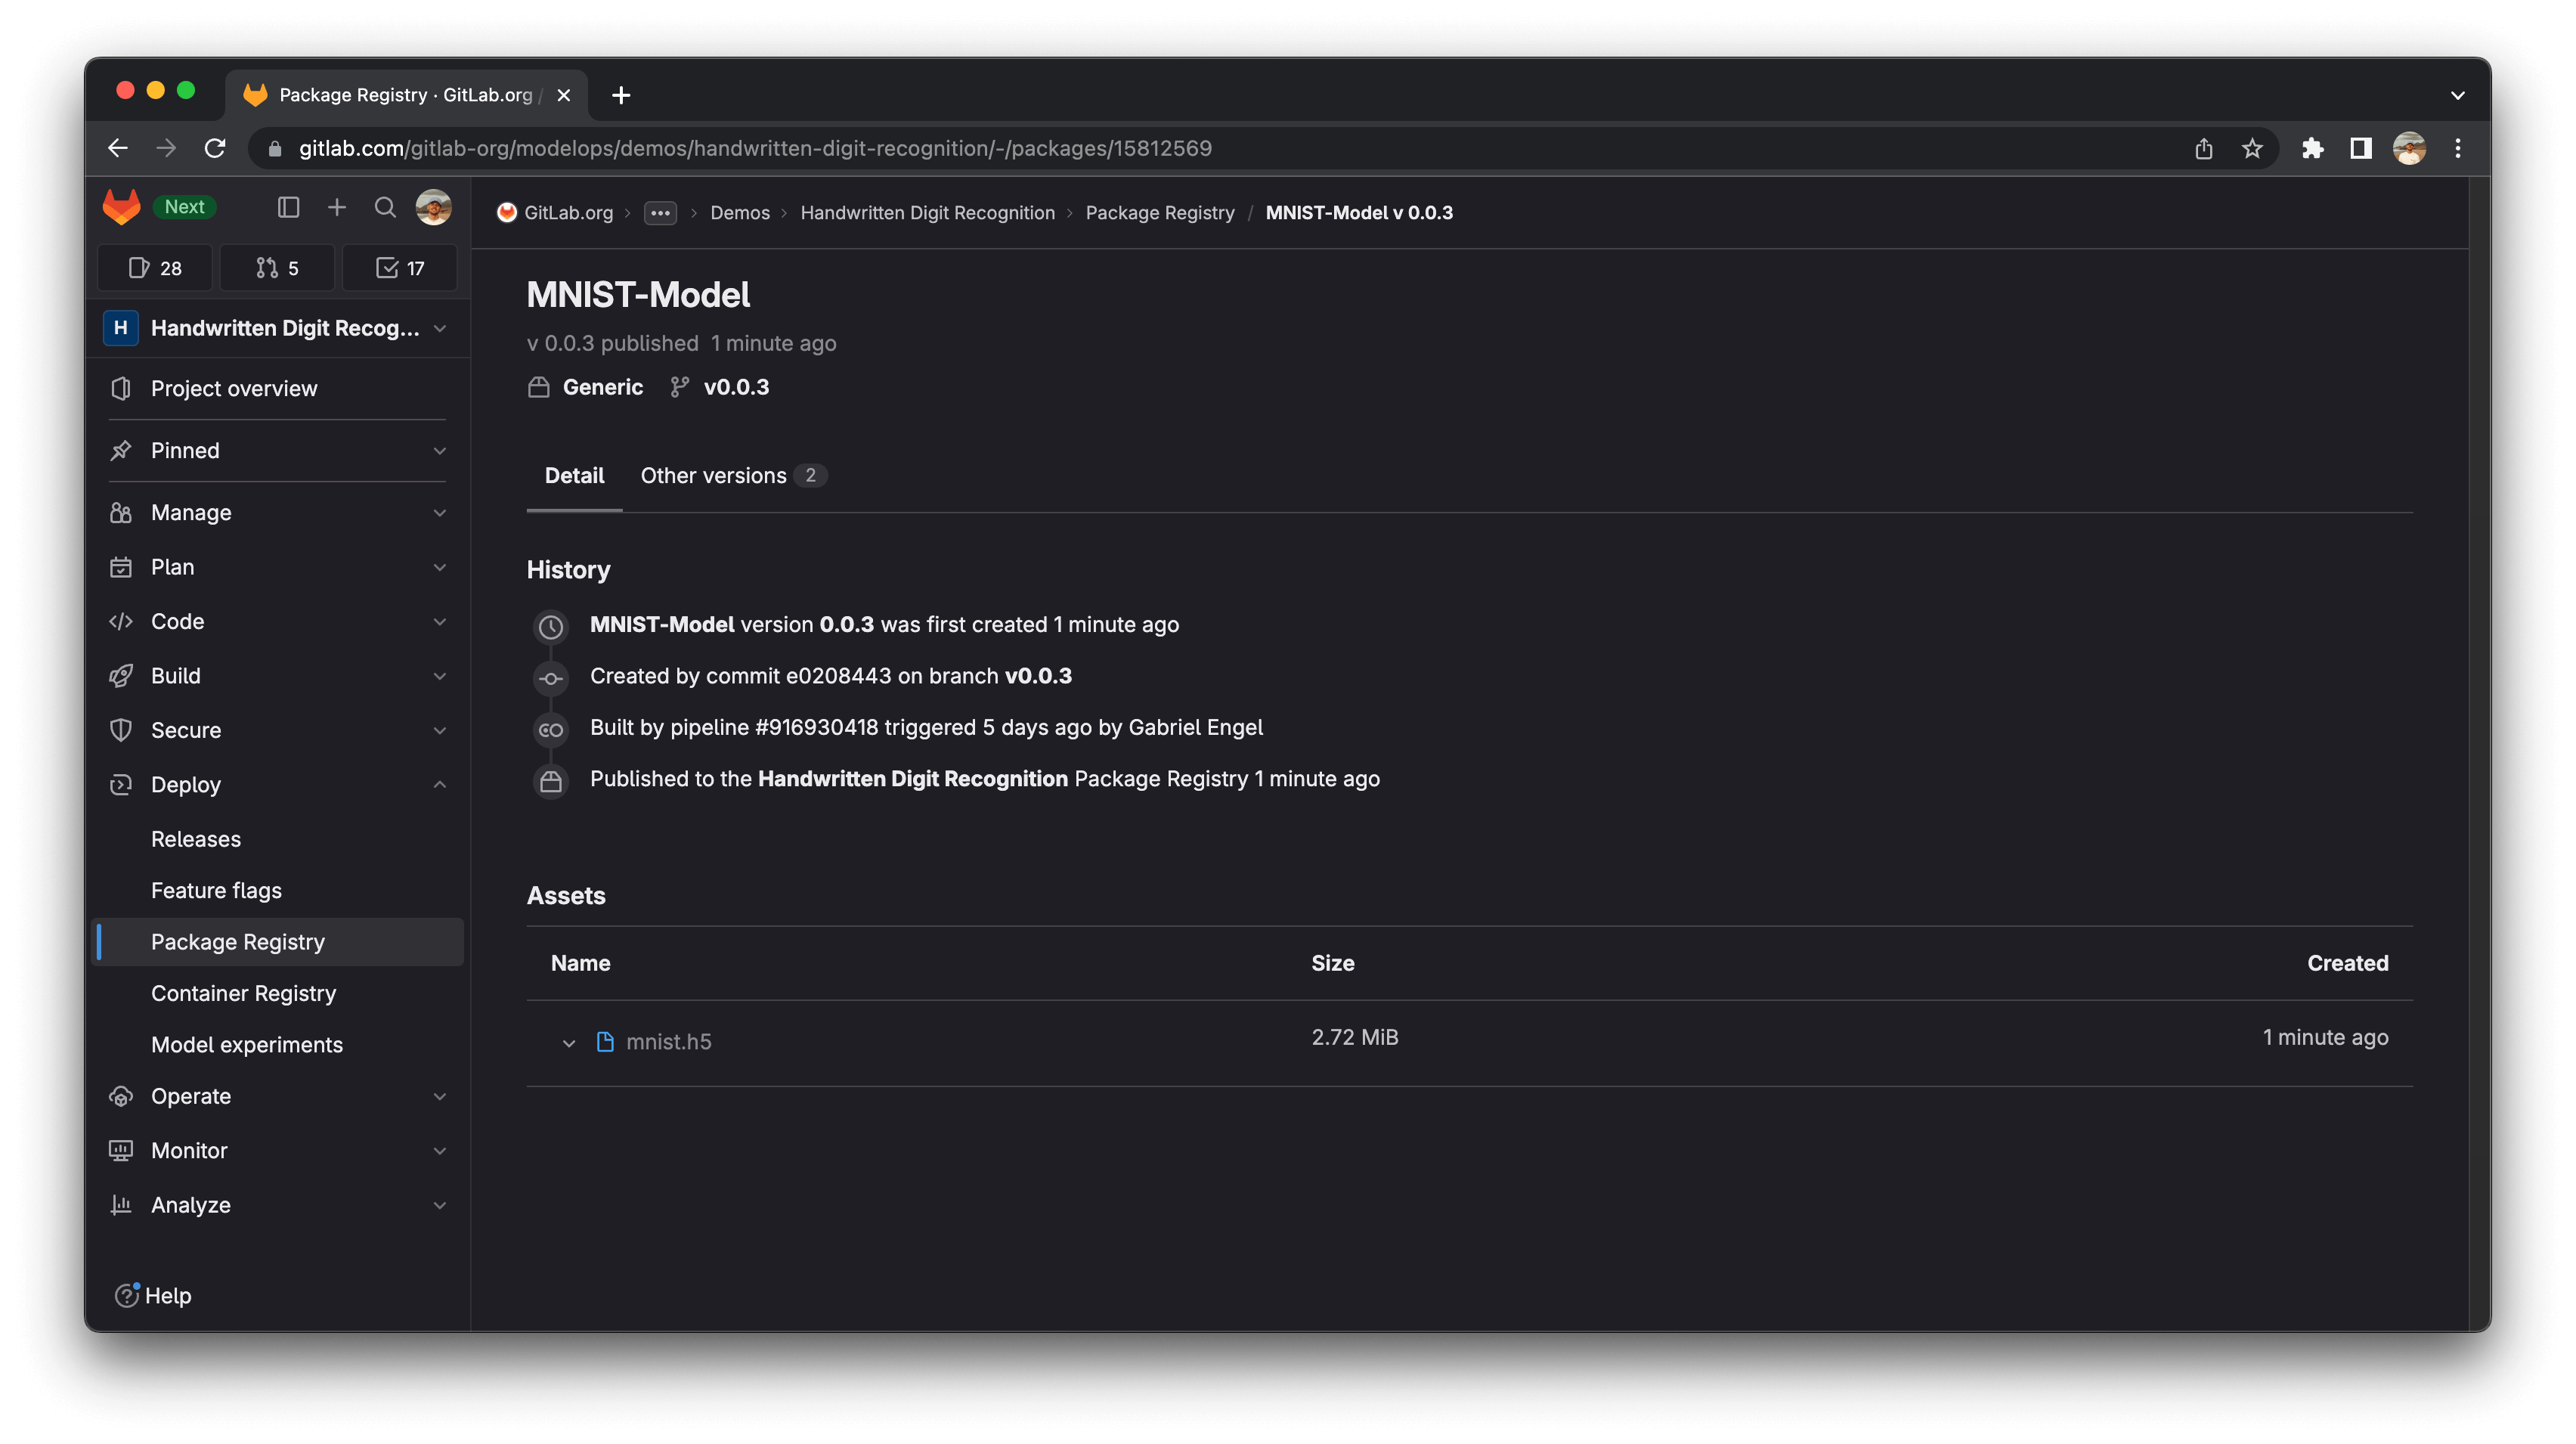 Package Registry · GitLab.org /
gitlab.com/gitlab-org/modelops/demos/handwritten-digit-recognition/-/packages/15812569
Next
28
5
17
H Handwritten Digit Recog...
Project overview
Pinned
Manage
Plan
Code
Build
Secure
Deploy
Releases
Feature flags
Package Registry
Container Registry
Model experiments
Operate
Monitor
Analyze
Help
GitLab.org > ... > Demos > Handwritten Digit Recognition > Package Registry / MNIST-Model v 0.0.3
MNIST-Model
v 0.0.3 published 1 minute ago
Generic v0.0.3
Detail Other versions 2
History
MNIST-Model version 0.0.3 was first created 1 minute ago
Created by commit e0208443 on branch v0.0.3
Built by pipeline #916930418 triggered 5 days ago by Gabriel Engel
Published to the Handwritten Digit Recognition Package Registry 1 minute ago
Assets
Name Size Created
mnist.h5 2.72 MiB 1 minute ago